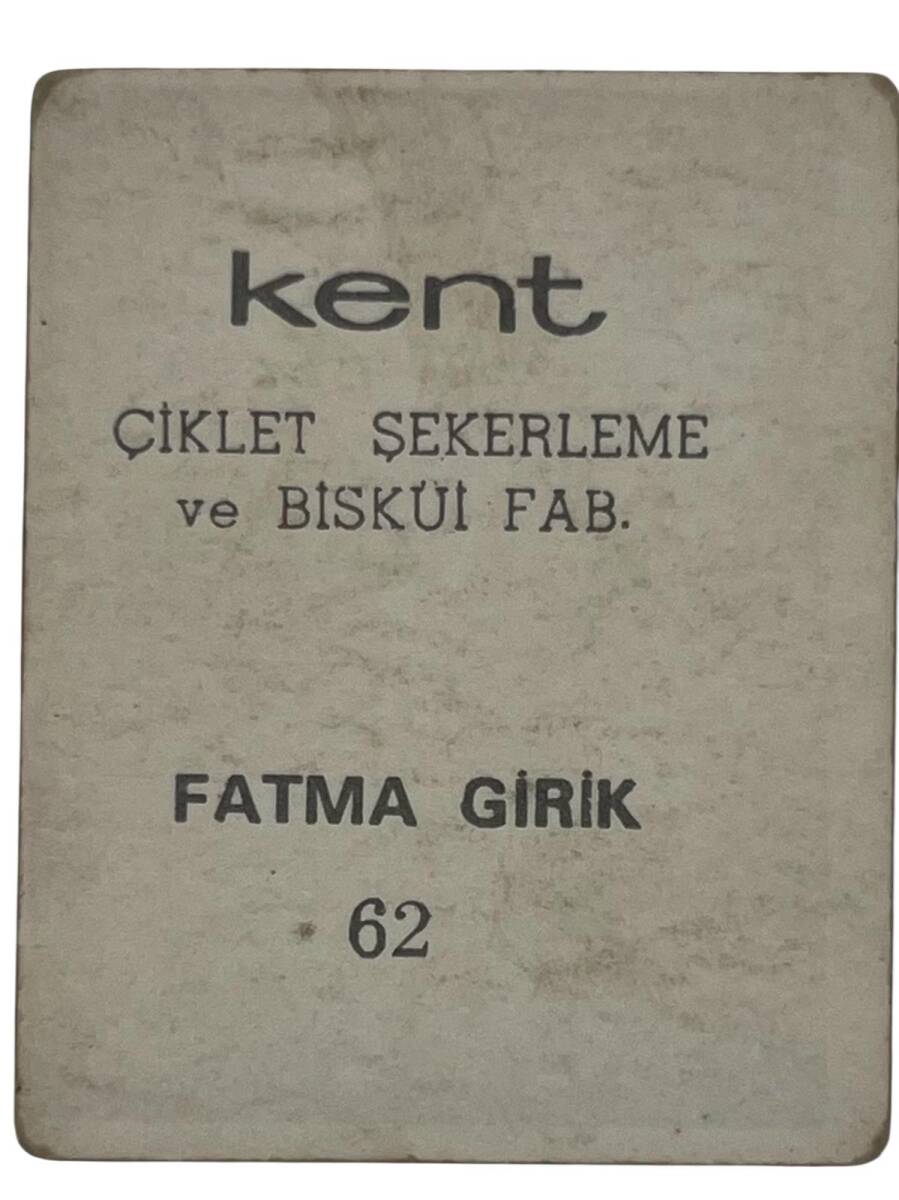 kent
ÇİKLET ŞEKERLEME
ve BİSKÜİ FAB.
FATMA GİRİK
62